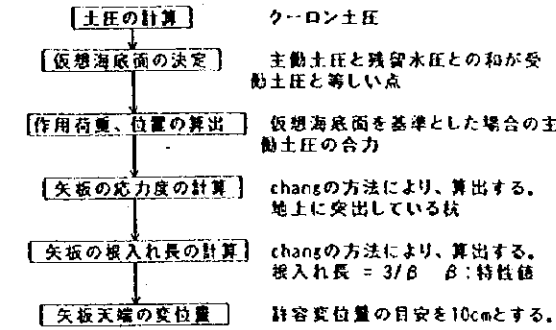 土圧の計算
クーロン土圧
仮想海底面の決定
主働土圧と残留水圧との和が受
働土圧と等しい点
作用荷重、位置の算出
仮想海底面を基準とした場合の主
働土圧の合力
矢板の応力度の計算
changの方法により、算出する。
地上に突出している杭
矢板の根入れ長の計算
changの方法により、算出する。
根入れ長 = 3/β β:特性値
矢板天端の変位量
許容変位量の目安を10cmとする。